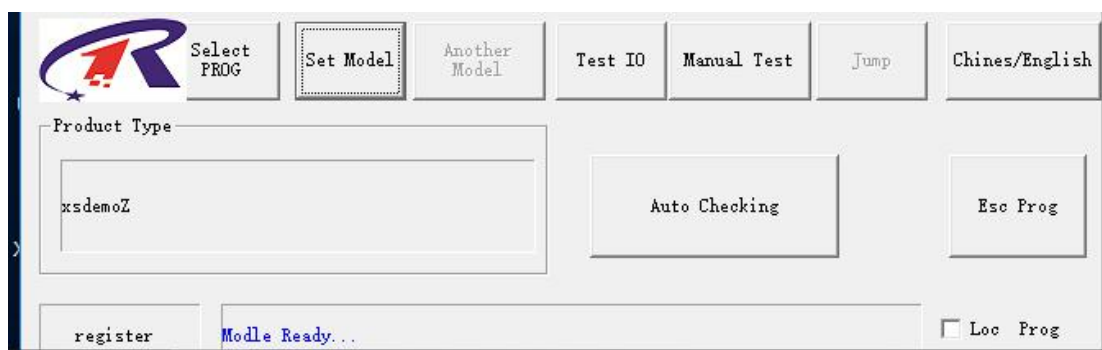 Select
PROG
Set Model
Another
Model
Test IO
Manual Test
Jump
Chines/English
Product Type
xsdemoZ
Auto Checking
Esc Prog
register
Modle Ready...
Loc Prog